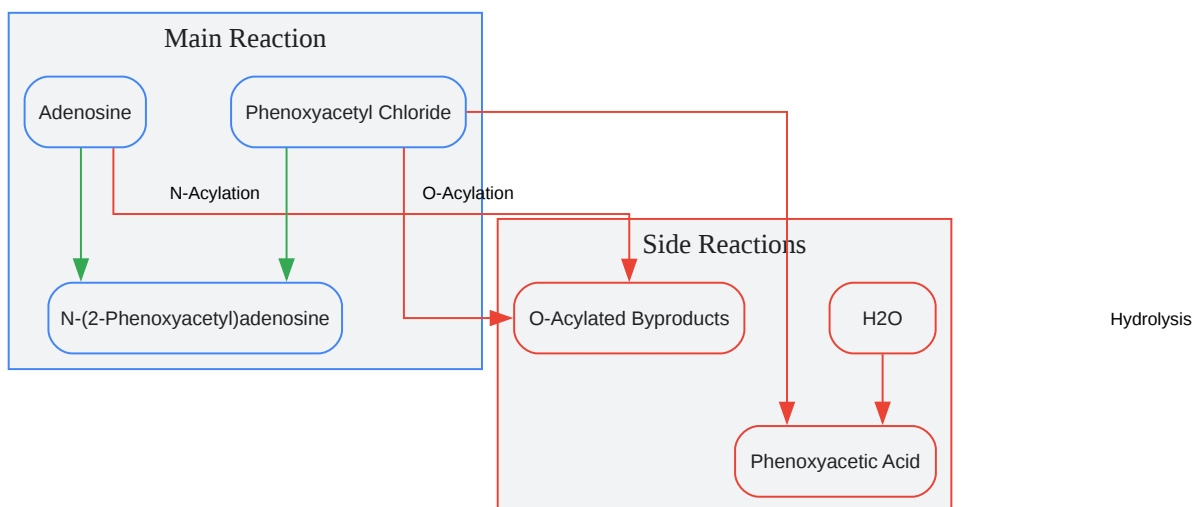 Main Reaction
Adenosine
Phenoxyacetyl Chloride
N-Acylation
O-Acylation
Side Reactions
N-(2-Phenoxyacetyl)adenosine
O-Acylated Byproducts
H2O
Hydrolysis
Phenoxyacetic Acid